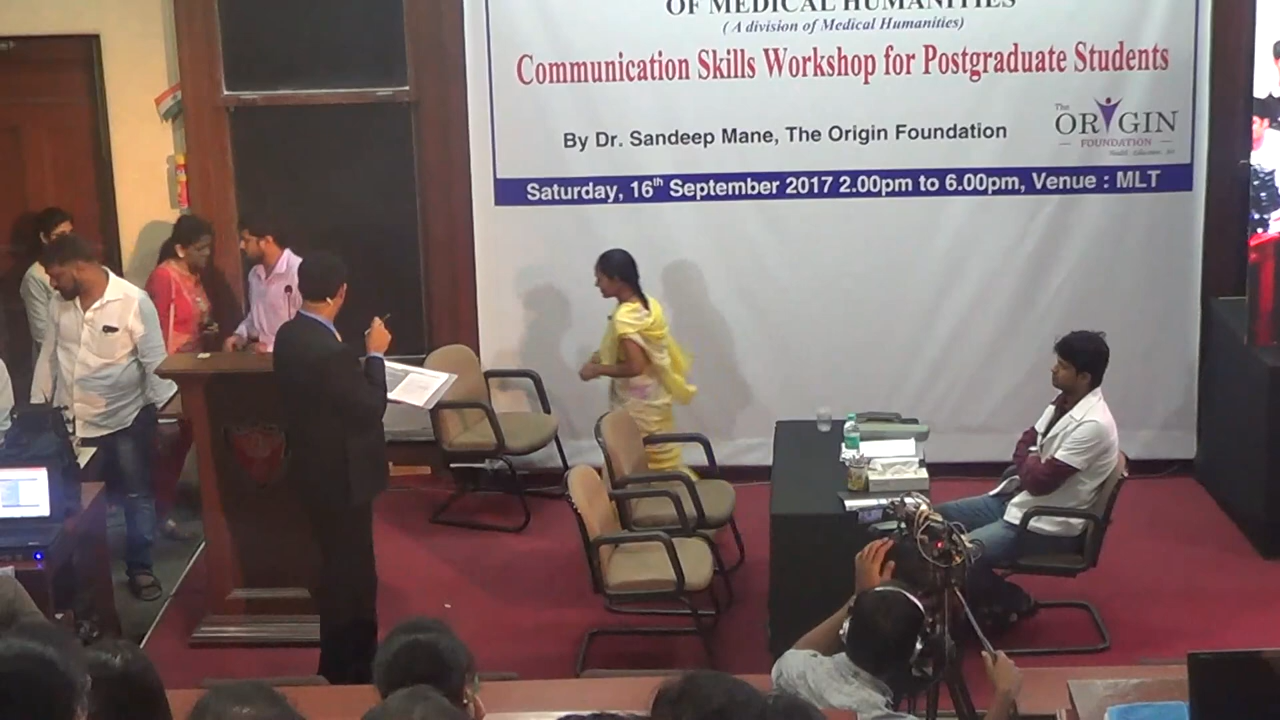 OF MEDICAL HUMANITIES
( A division of Medical Humanities)
Communication Skills Workshop for Postgraduate Students
By Dr. Sandeep Mane, The Origin Foundation
The
ORIGIN
— FOUNDATION —
Saturday, 16th September 2017 2.00pm to 6.00pm, Venue : MLT